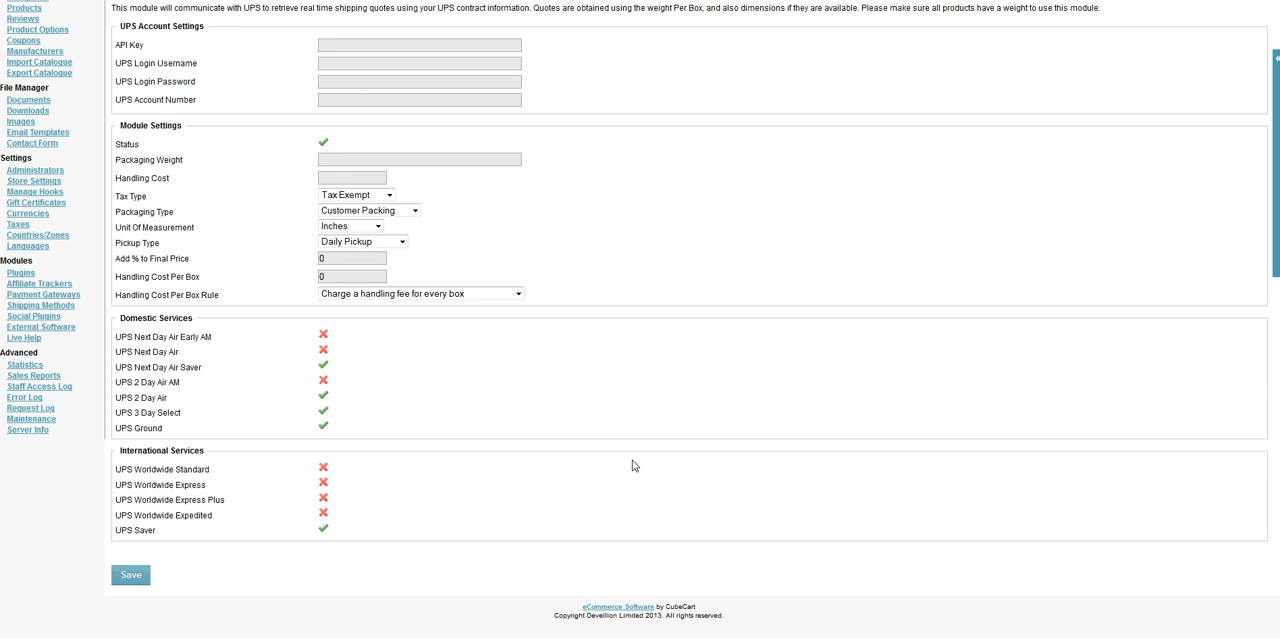 Products
Reviews
Product Options
Coupons
Manufacturers
Import Catalogue
Export Catalogue
File Manager
Documents
Downloads
Images
Email Templates
Contact Form
Settings
Administrators
Store Settings
Manage Hooks
Gift Certificates
Currencies
Taxes
Countries/Zones
Languages
Modules
Plugins
Affiliate Trackers
Payment Gateways
Shipping Methods
Social Plugins
External Software
Live Help
Advanced
Statistics
Sales Reports
Staff Access Log
Error Log
Request Log
Maintenance
Server Info
This module will communicate with UPS to retrieve real time shipping quotes using your UPS contract information. Quotes are obtained using the weight Per Box, and also dimensions if they are available. Please make sure all products have a weight to use this module.
UPS Account Settings
API Key
UPS Login Username
UPS Login Password
UPS Account Number
Module Settings
Status
Packaging Weight
Handling Cost
Tax Type Tax Exempt
Packaging Type Customer Packing
Unit Of Measurement Inches
Pickup Type Daily Pickup
Add % to Final Price 0
Handling Cost Per Box 0
Handling Cost Per Box Rule Charge a handling fee for every box
Domestic Services
UPS Next Day Air Early AM
UPS Next Day Air
UPS Next Day Air Saver
UPS 2 Day Air AM
UPS 2 Day Air
UPS 3 Day Select
UPS Ground
International Services
UPS Worldwide Standard
UPS Worldwide Express
UPS Worldwide Express Plus
UPS Worldwide Expedited
UPS Saver
Save
eCommerce Software by CubeCart
Copyright Devellion Limited 2013. All rights reserved.